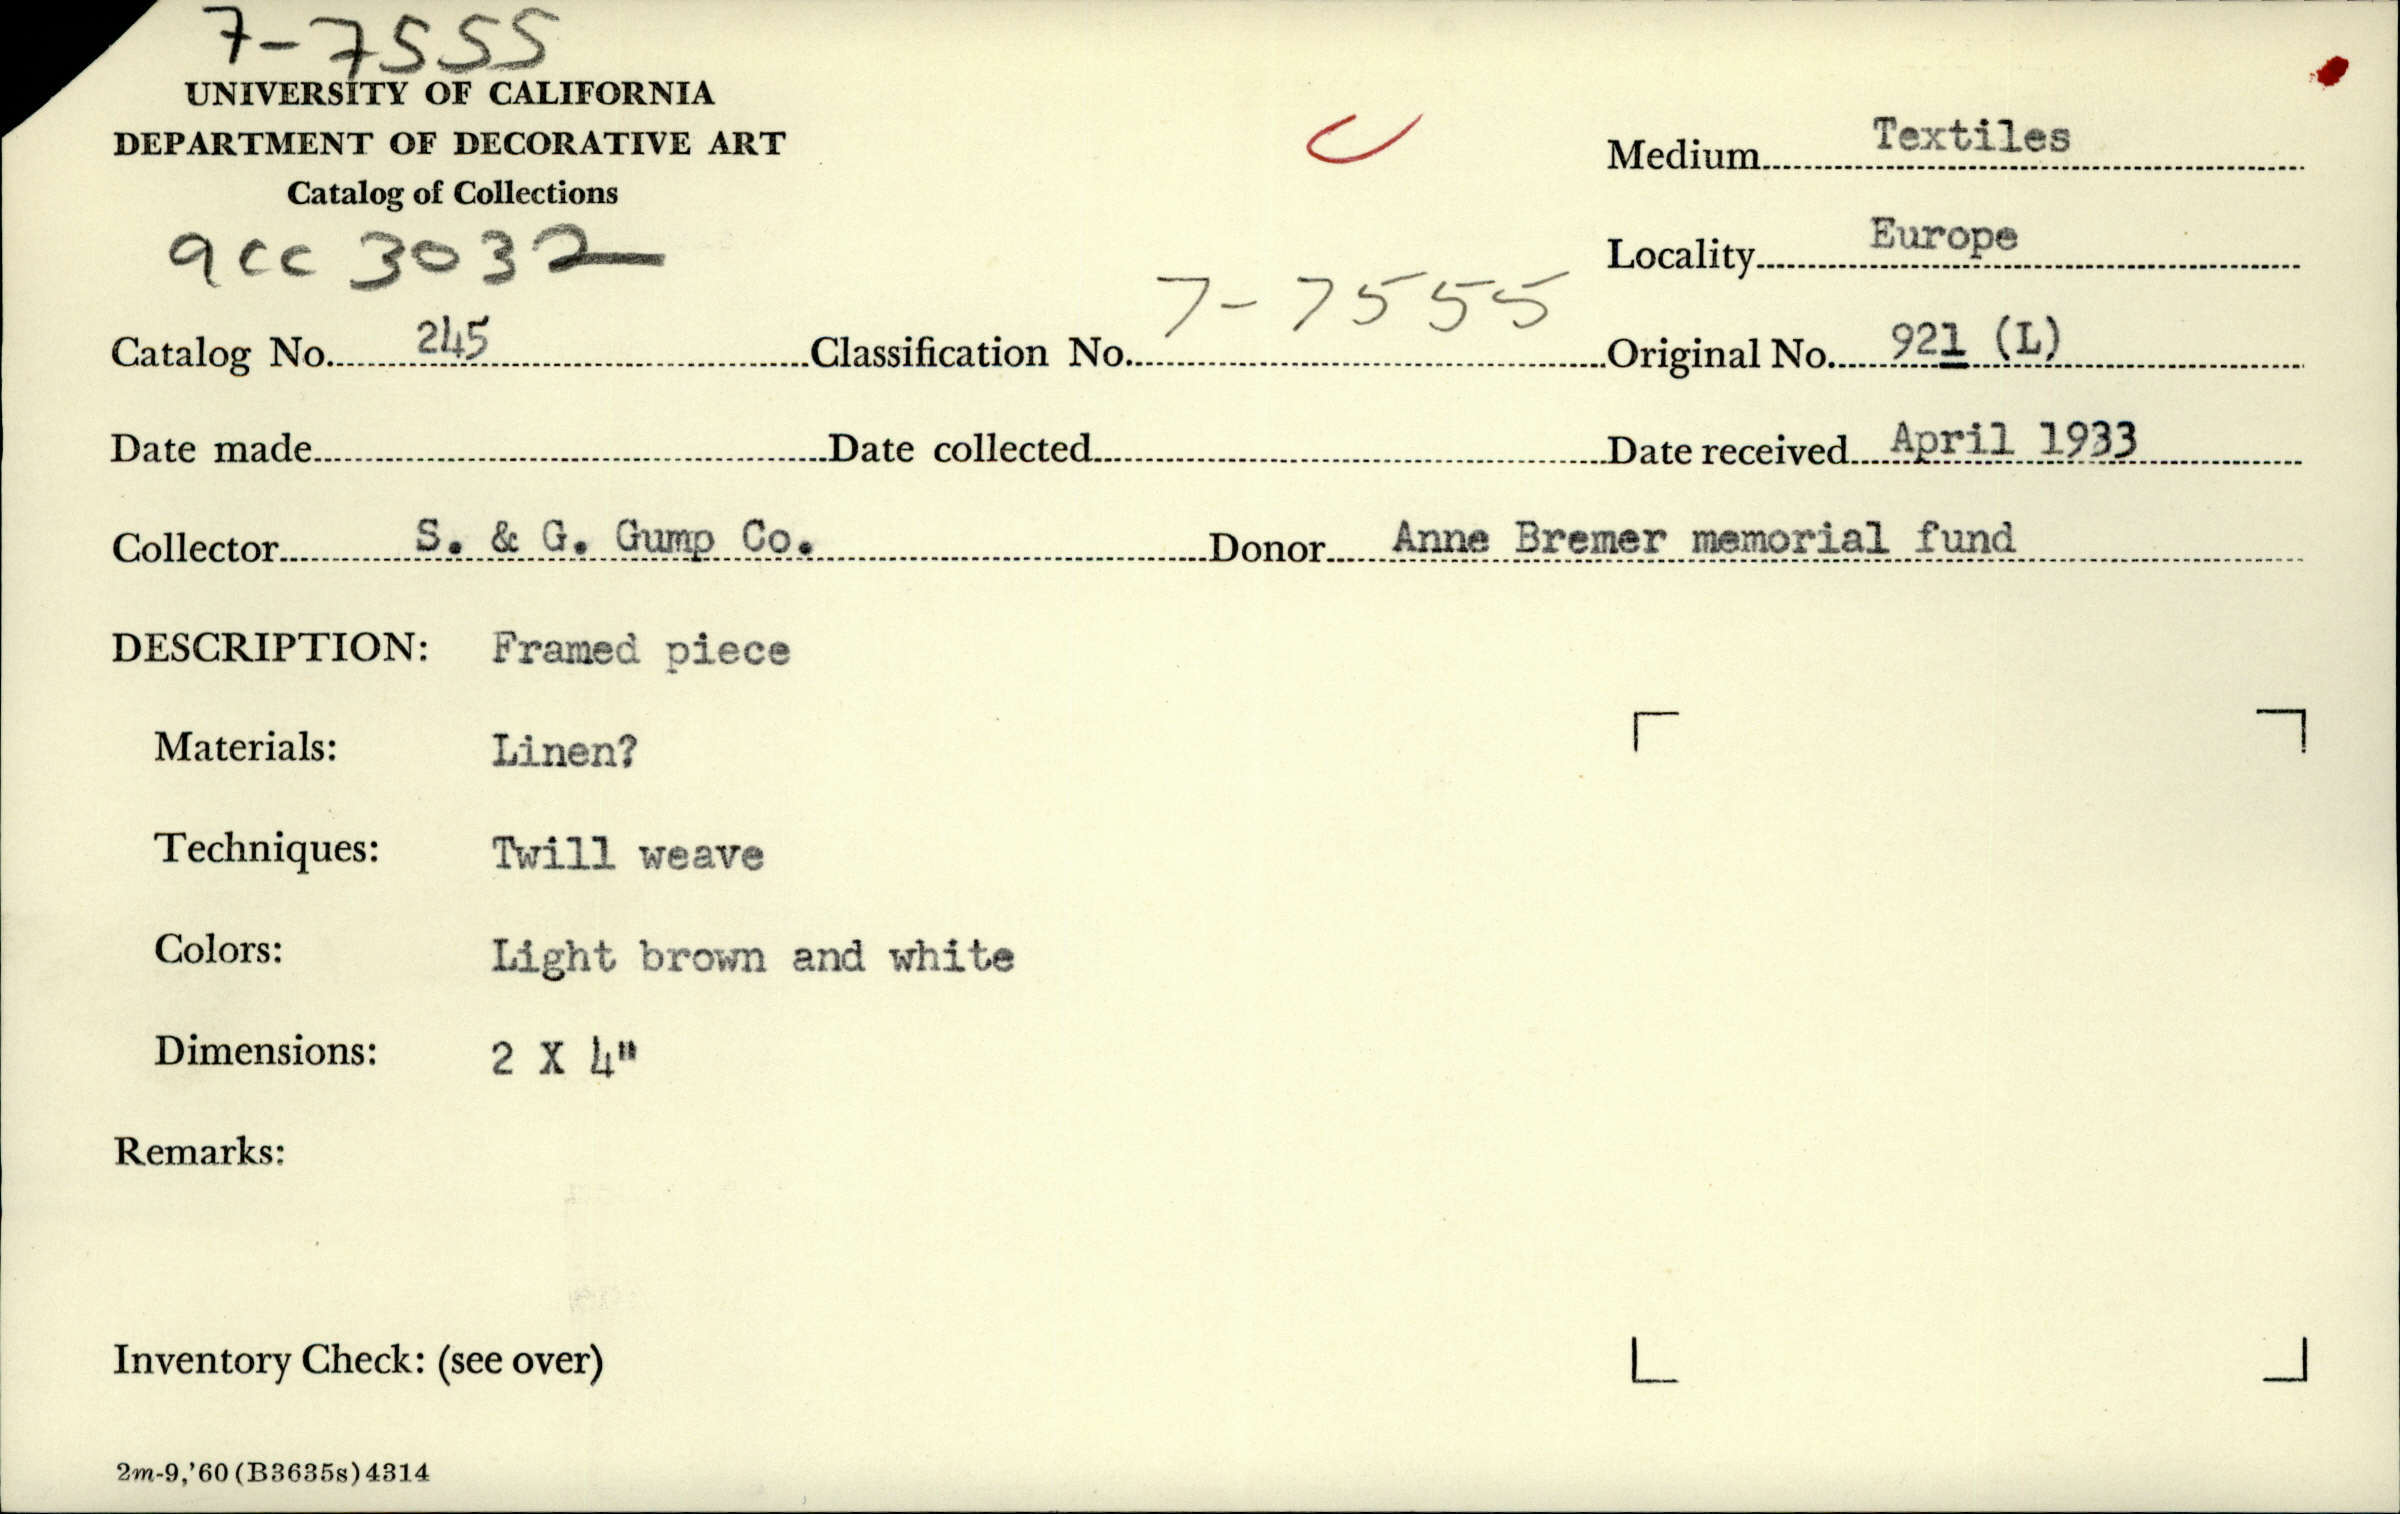 7-7555
UNIVERSITY OF CALIFORNIA
DEPARTMENT OF DECORATIVE ART
Catalog of Collections
acc 3032
Medium Textiles
Locality Europe
7-7555
Catalog No. 245 Classification No. Original No. 921 (L)
Date made Date collected Date received April 1933
Collector S. & G. Gump Co. Donor Anne Bremer memorial fund
DESCRIPTION: Framed piece
Materials: Linen?
Techniques: Twill weave
Colors: Light brown and white
Dimensions: 2 X 4"
Remarks:
Inventory Check: (see over)
2m-9,'60(B3635s)4314